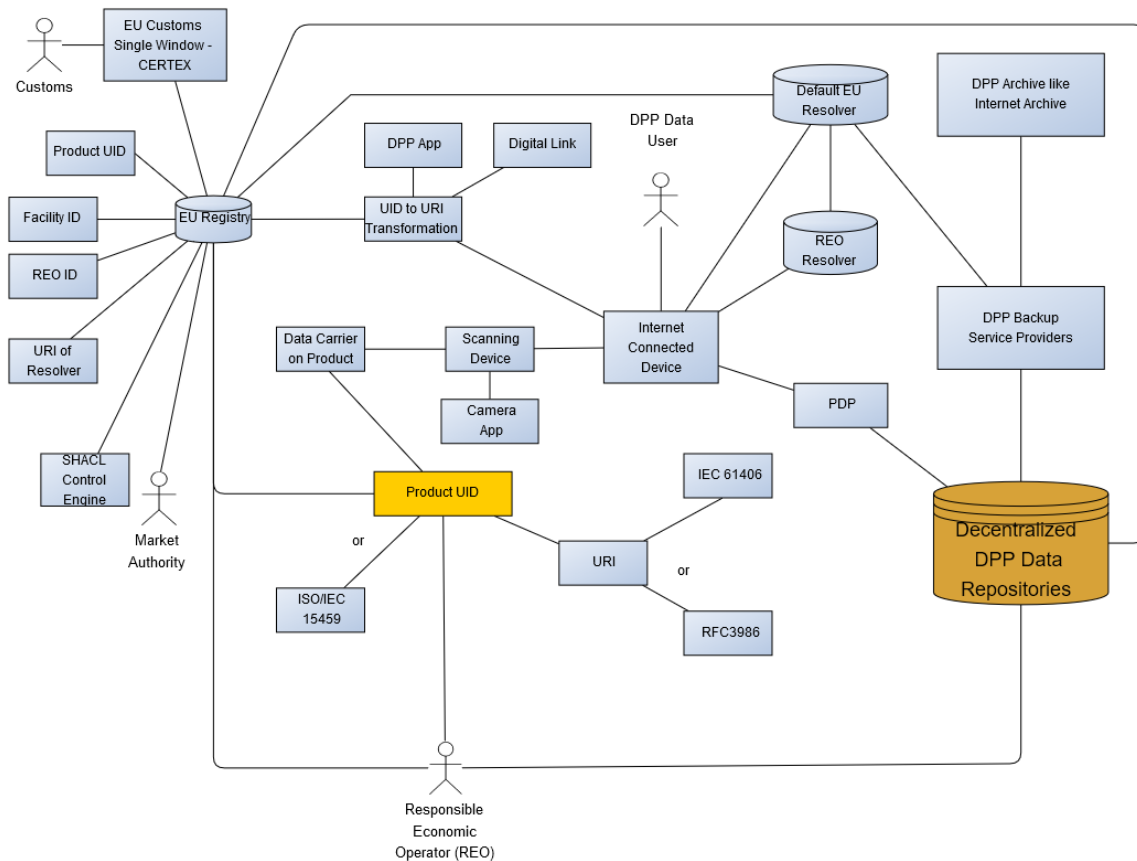 EU Customs
Single Window -
CERTEX
Customs
Default EU
Resolver
DPP Archive like
Internet Archive
DPP Data
User
Product UID
DPP App
Digital Link
Facility ID
EU Registry
UID to URI
Transformation
REO
Resolver
REO ID
URI of
Resolver
Data Carrier
on Product
Scanning
Device
Internet
Connected
Device
DPP Backup
Service Providers
Camera
App
PDP
SHACL
Control
Engine
Market
Authority
Product UID
IEC 61406
or
URI
or
ISO/IEC
15459
RFC3986
Decentralized
DPP Data
Repositories
Responsible
Economic
Operator (REO)